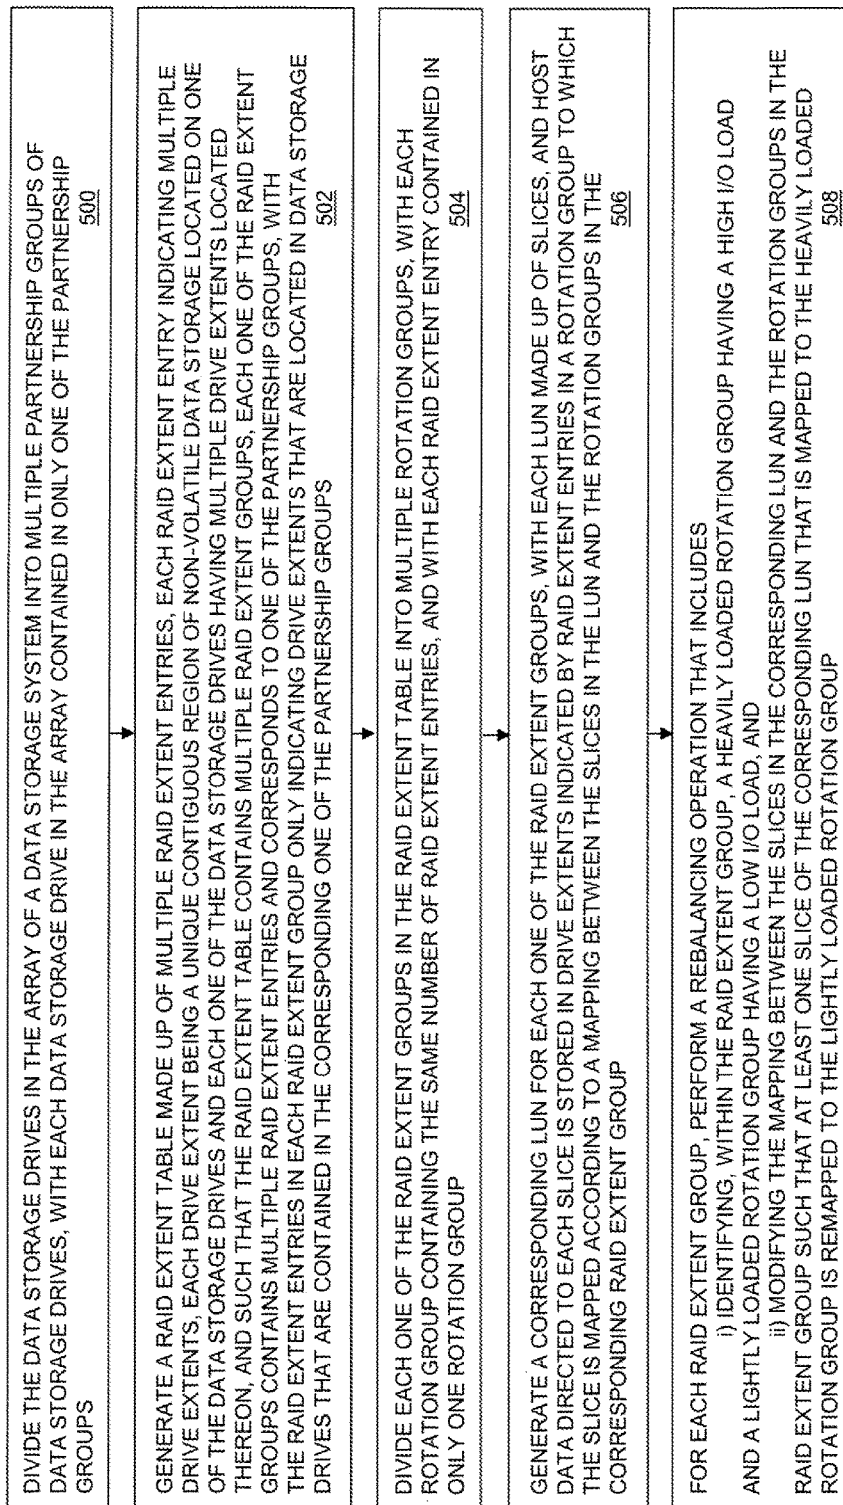 DIVIDE THE DATA STORAGE DRIVES IN THE ARRAY OF A DATA STORAGE SYSTEM INTO MULTIPLE PARTNERSHIP GROUPS OF
DATA STORAGE DRIVES, WITH EACH DATA STORAGE DRIVE IN THE ARRAY CONTAINED IN ONLY ONE OF THE PARTNERSHIP
GROUPS
500
GENERATE A RAID EXTENT TABLE MADE UP OF MULTIPLE RAID EXTENT ENTRIES, EACH RAID EXTENT ENTRY INDICATING MULTIPLE
DRIVE EXTENTS, EACH DRIVE EXTENT BEING A UNIQUE CONTIGUOUS REGION OF NON-VOLATILE DATA STORAGE LOCATED ON ONE
OF THE DATA STORAGE DRIVES AND EACH ONE OF THE DATA STORAGE DRIVES HAVING MULTIPLE DRIVE EXTENTS LOCATED
THEREON, AND SUCH THAT THE RAID EXTENT TABLE CONTAINS MULTIPLE RAID EXTENT GROUPS, EACH ONE OF THE RAID EXTENT
GROUPS CONTAINS MULTIPLE RAID EXTENT ENTRIES AND CORRESPONDS TO ONE OF THE PARTNERSHIP GROUPS, WITH
THE RAID EXTENT ENTRIES IN EACH RAID EXTENT GROUP ONLY INDICATING DRIVE EXTENTS THAT ARE LOCATED IN DATA STORAGE
DRIVES THAT ARE CONTAINED IN THE CORRESPONDING ONE OF THE PARTNERSHIP GROUPS
502
DIVIDE EACH ONE OF THE RAID EXTENT GROUPS IN THE RAID EXTENT TABLE INTO MULTIPLE ROTATION GROUPS, WITH EACH
ROTATION GROUP CONTAINING THE SAME NUMBER OF RAID EXTENT ENTRIES, AND WITH EACH RAID EXTENT ENTRY CONTAINED IN
ONLY ONE ROTATION GROUP
504
GENERATE A CORRESPONDING LUN FOR EACH ONE OF THE RAID EXTENT GROUPS, WITH EACH LUN MADE UP OF SLICES, AND HOST
DATA DIRECTED TO EACH SLICE IS STORED IN DRIVE EXTENTS INDICATED BY RAID EXTENT ENTRIES IN A ROTATION GROUP TO WHICH
THE SLICE IS MAPPED ACCORDING TO A MAPPING BETWEEN THE SLICES IN THE LUN AND THE ROTATION GROUPS IN THE
CORRESPONDING RAID EXTENT GROUP
506
FOR EACH RAID EXTENT GROUP, PERFORM A REBALANCING OPERATION THAT INCLUDES
i) IDENTIFYING, WITHIN THE RAID EXTENT GROUP, A HEAVILY LOADED ROTATION GROUP HAVING A HIGH I/O LOAD
AND A LIGHTLY LOADED ROTATION GROUP HAVING A LOW I/O LOAD, AND
ii) MODIFYING THE MAPPING BETWEEN THE SLICES IN THE CORRESPONDING LUN AND THE ROTATION GROUPS IN THE
RAID EXTENT GROUP SUCH THAT AT LEAST ONE SLICE OF THE CORRESPONDING LUN THAT IS MAPPED TO THE HEAVILY LOADED
ROTATION GROUP IS REMAPPED TO THE LIGHTLY LOADED ROTATION GROUP
508